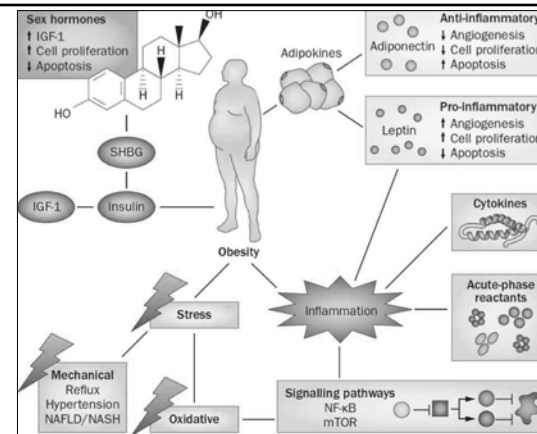 Sex hormones
↑ IGF-1
↑ Cell proliferation
↓ Apoptosis
OH
H
H
H
HO
Adipokines
Anti-inflammatory
Adiponectin
↓ Angiogenesis
↓ Cell proliferation
↑ Apoptosis
Pro-inflammatory
Leptin
↑ Angiogenesis
↑ Cell proliferation
↓ Apoptosis
SHBG
IGF-1
Insulin
Obesity
Cytokines
Inflammation
Acute-phase
reactants
Stress
Mechanical
Reflux
Hypertension
NAFLD/NASH
Oxidative
Signalling pathways
NF-κB
mTOR